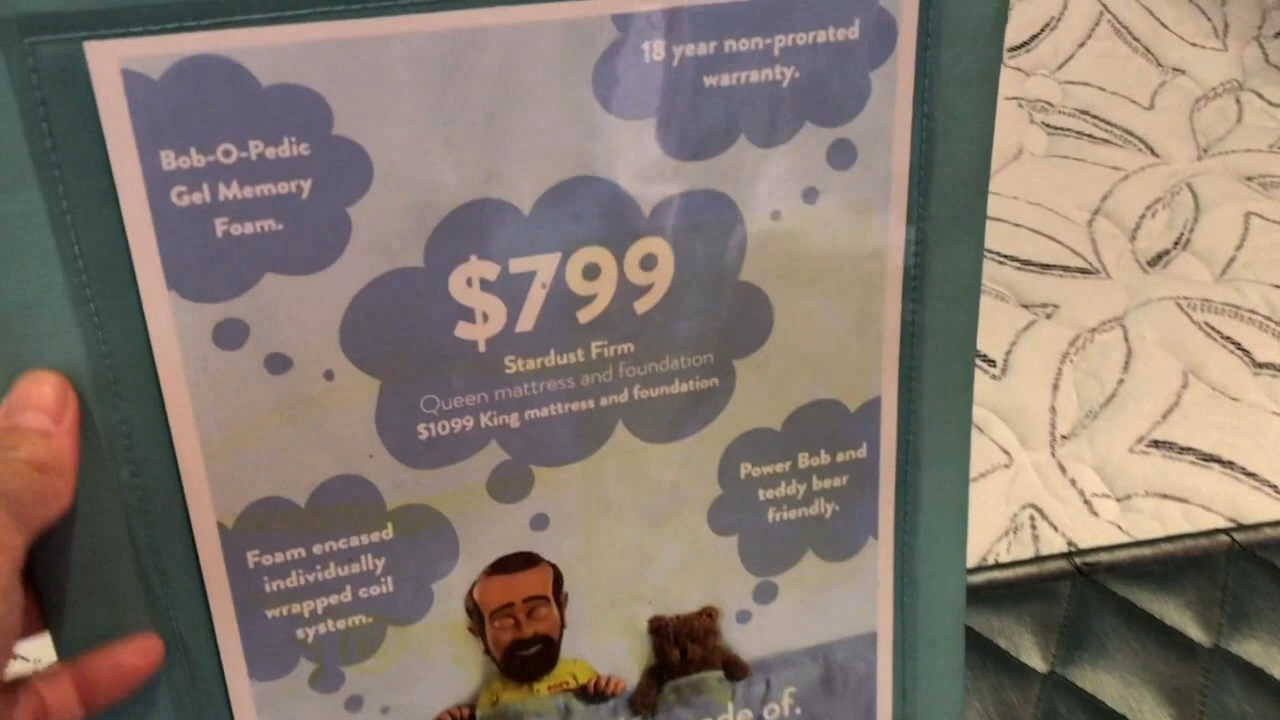 18 year non-prorated
warranty.
Bob-O-Pedic
Gel Memory
Foam.
$799
Stardust Firm
Queen mattress and foundation
$1099 King mattress and foundation
Power Bob and
teddy bear
friendly.
Foam encased
individually
wrapped coil
system.
of.